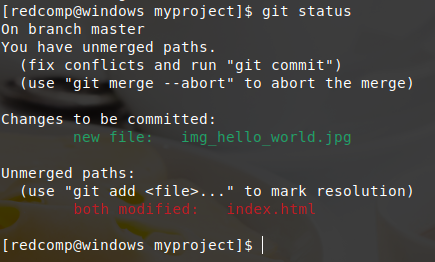 [redcomp@windows myproject]$ git status
On branch master
You have unmerged paths.
  (fix conflicts and run "git commit")
  (use "git merge --abort" to abort the merge)

Changes to be committed:
        new file:   img_hello_world.jpg

Unmerged paths:
  (use "git add <file>..." to mark resolution)
        both modified:   index.html

[redcomp@windows myproject]$